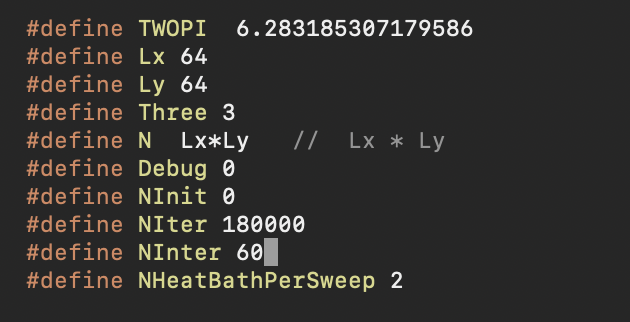 #define TWOPI  6.283185307179586
#define Lx 64
#define Ly 64
#define Three 3
#define N  Lx*Ly   //  Lx * Ly
#define Debug 0
#define NInit 0
#define NIter 180000
#define NInter 60
#define NHeatBathPerSweep 2